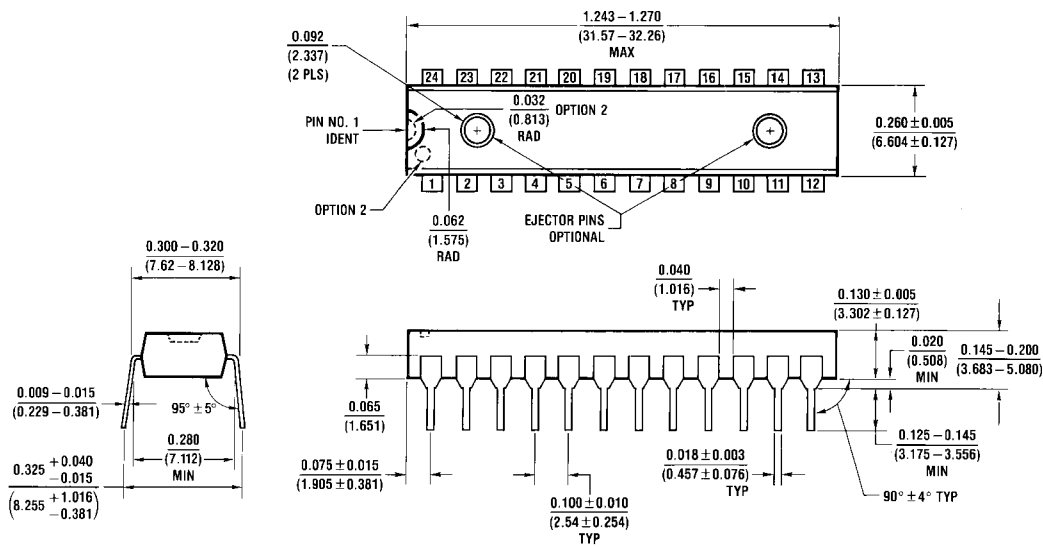 1.243 – 1.270
(31.57 – 32.26)
MAX
0.092
(2.337)
(2 PLS)
24 23 22 21 20 19 18 17 16 15 14 13
0.032
(0.813)
RAD
OPTION 2
PIN NO. 1
IDENT
0.260 ± 0.005
(6.604 ± 0.127)
1 2 3 4 5 6 7 8 9 10 11 12
OPTION 2
0.062
(1.575)
RAD
EJECTOR PINS
OPTIONAL
0.300 – 0.320
(7.62 – 8.128)
0.040
(1.016)
TYP
0.130 ± 0.005
(3.302 ± 0.127)
0.020
(0.508)
MIN
0.145 – 0.200
(3.683 – 5.080)
0.009 – 0.015
(0.229 – 0.381)
95° ± 5°
0.065
(1.651)
0.280
(7.112)
MIN
0.125 – 0.145
(3.175 – 3.556)
MIN
0.325 +0.040 −0.015
(8.255 +1.016 −0.381)
0.075 ± 0.015
(1.905 ± 0.381)
0.018 ± 0.003
(0.457 ± 0.076)
TYP
90° ± 4° TYP
0.100 ± 0.010
(2.54 ± 0.254)
TYP